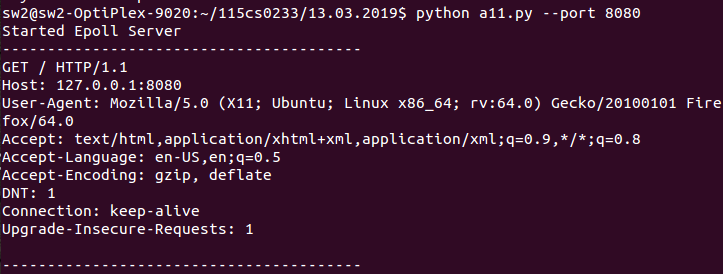 sw2@sw2-OptiPlex-9020:~/115cs0233/13.03.2019$ python a11.py --port 8080
Started Epoll Server
----------------------------------------
GET / HTTP/1.1
Host: 127.0.0.1:8080
User-Agent: Mozilla/5.0 (X11; Ubuntu; Linux x86_64; rv:64.0) Gecko/20100101 Fire
fox/64.0
Accept: text/html,application/xhtml+xml,application/xml;q=0.9,*/*;q=0.8
Accept-Language: en-US,en;q=0.5
Accept-Encoding: gzip, deflate
DNT: 1
Connection: keep-alive
Upgrade-Insecure-Requests: 1
----------------------------------------